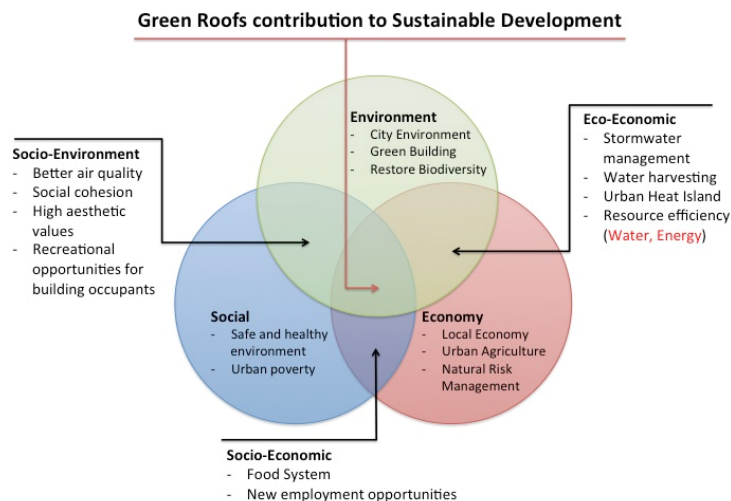 Green Roofs contribution to Sustainable Development
Environment
- City Environment
- Green Building
- Restore Biodiversity
Eco-Economic
- Stormwater
management
- Water harvesting
- Urban Heat Island
- Resource efficiency
(Water, Energy)
Socio-Environment
- Better air quality
- Social cohesion
- High aesthetic
values
- Recreational
opportunities for
building occupants
Social
- Safe and healthy
environment
- Urban poverty
Economy
- Local Economy
- Urban Agriculture
- Natural Risk
Management
Socio-Economic
- Food System
- New employment opportunities